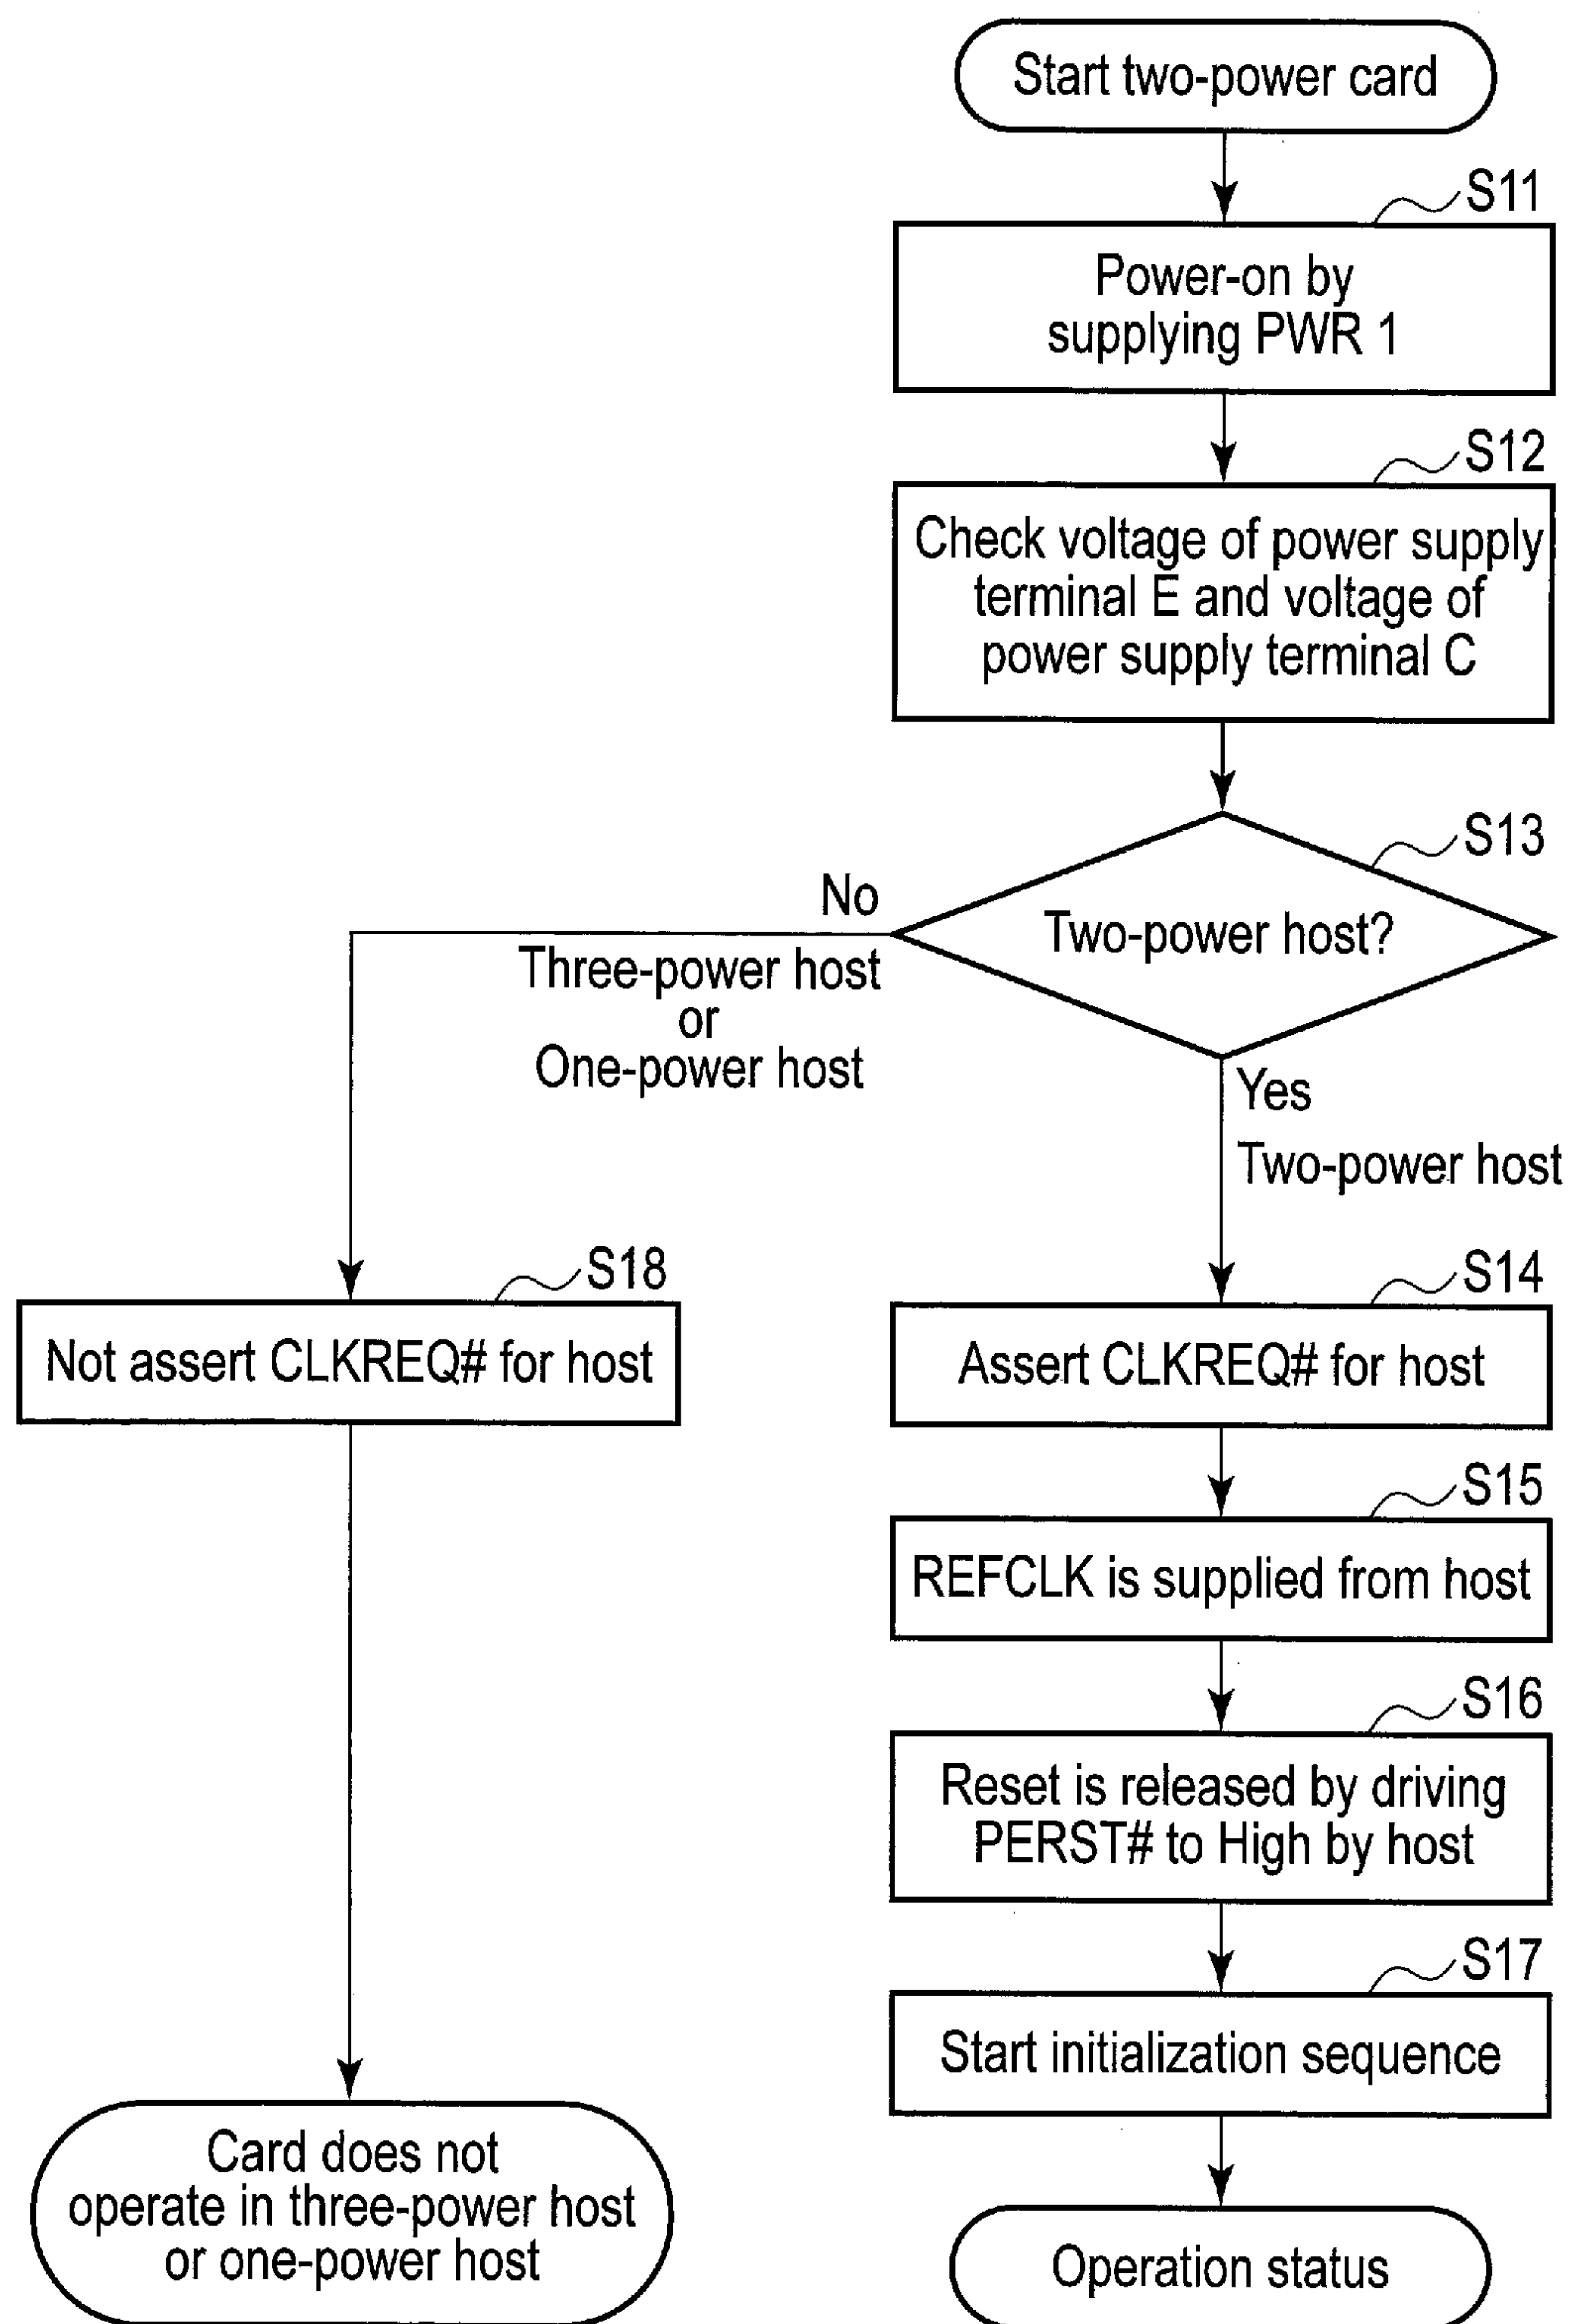 Start two-power card
S11
Power-on by
supplying PWR 1
S12
Check voltage of power supply
terminal E and voltage of
power supply terminal C
S13
Two-power host?
No
Three-power host
or
One-power host
Yes
Two-power host
S18
Not assert CLKREQ# for host
S14
Assert CLKREQ# for host
S15
REFCLK is supplied from host
S16
Reset is released by driving
PERST# to High by host
S17
Start initialization sequence
Card does not
operate in three-power host
or one-power host
Operation status